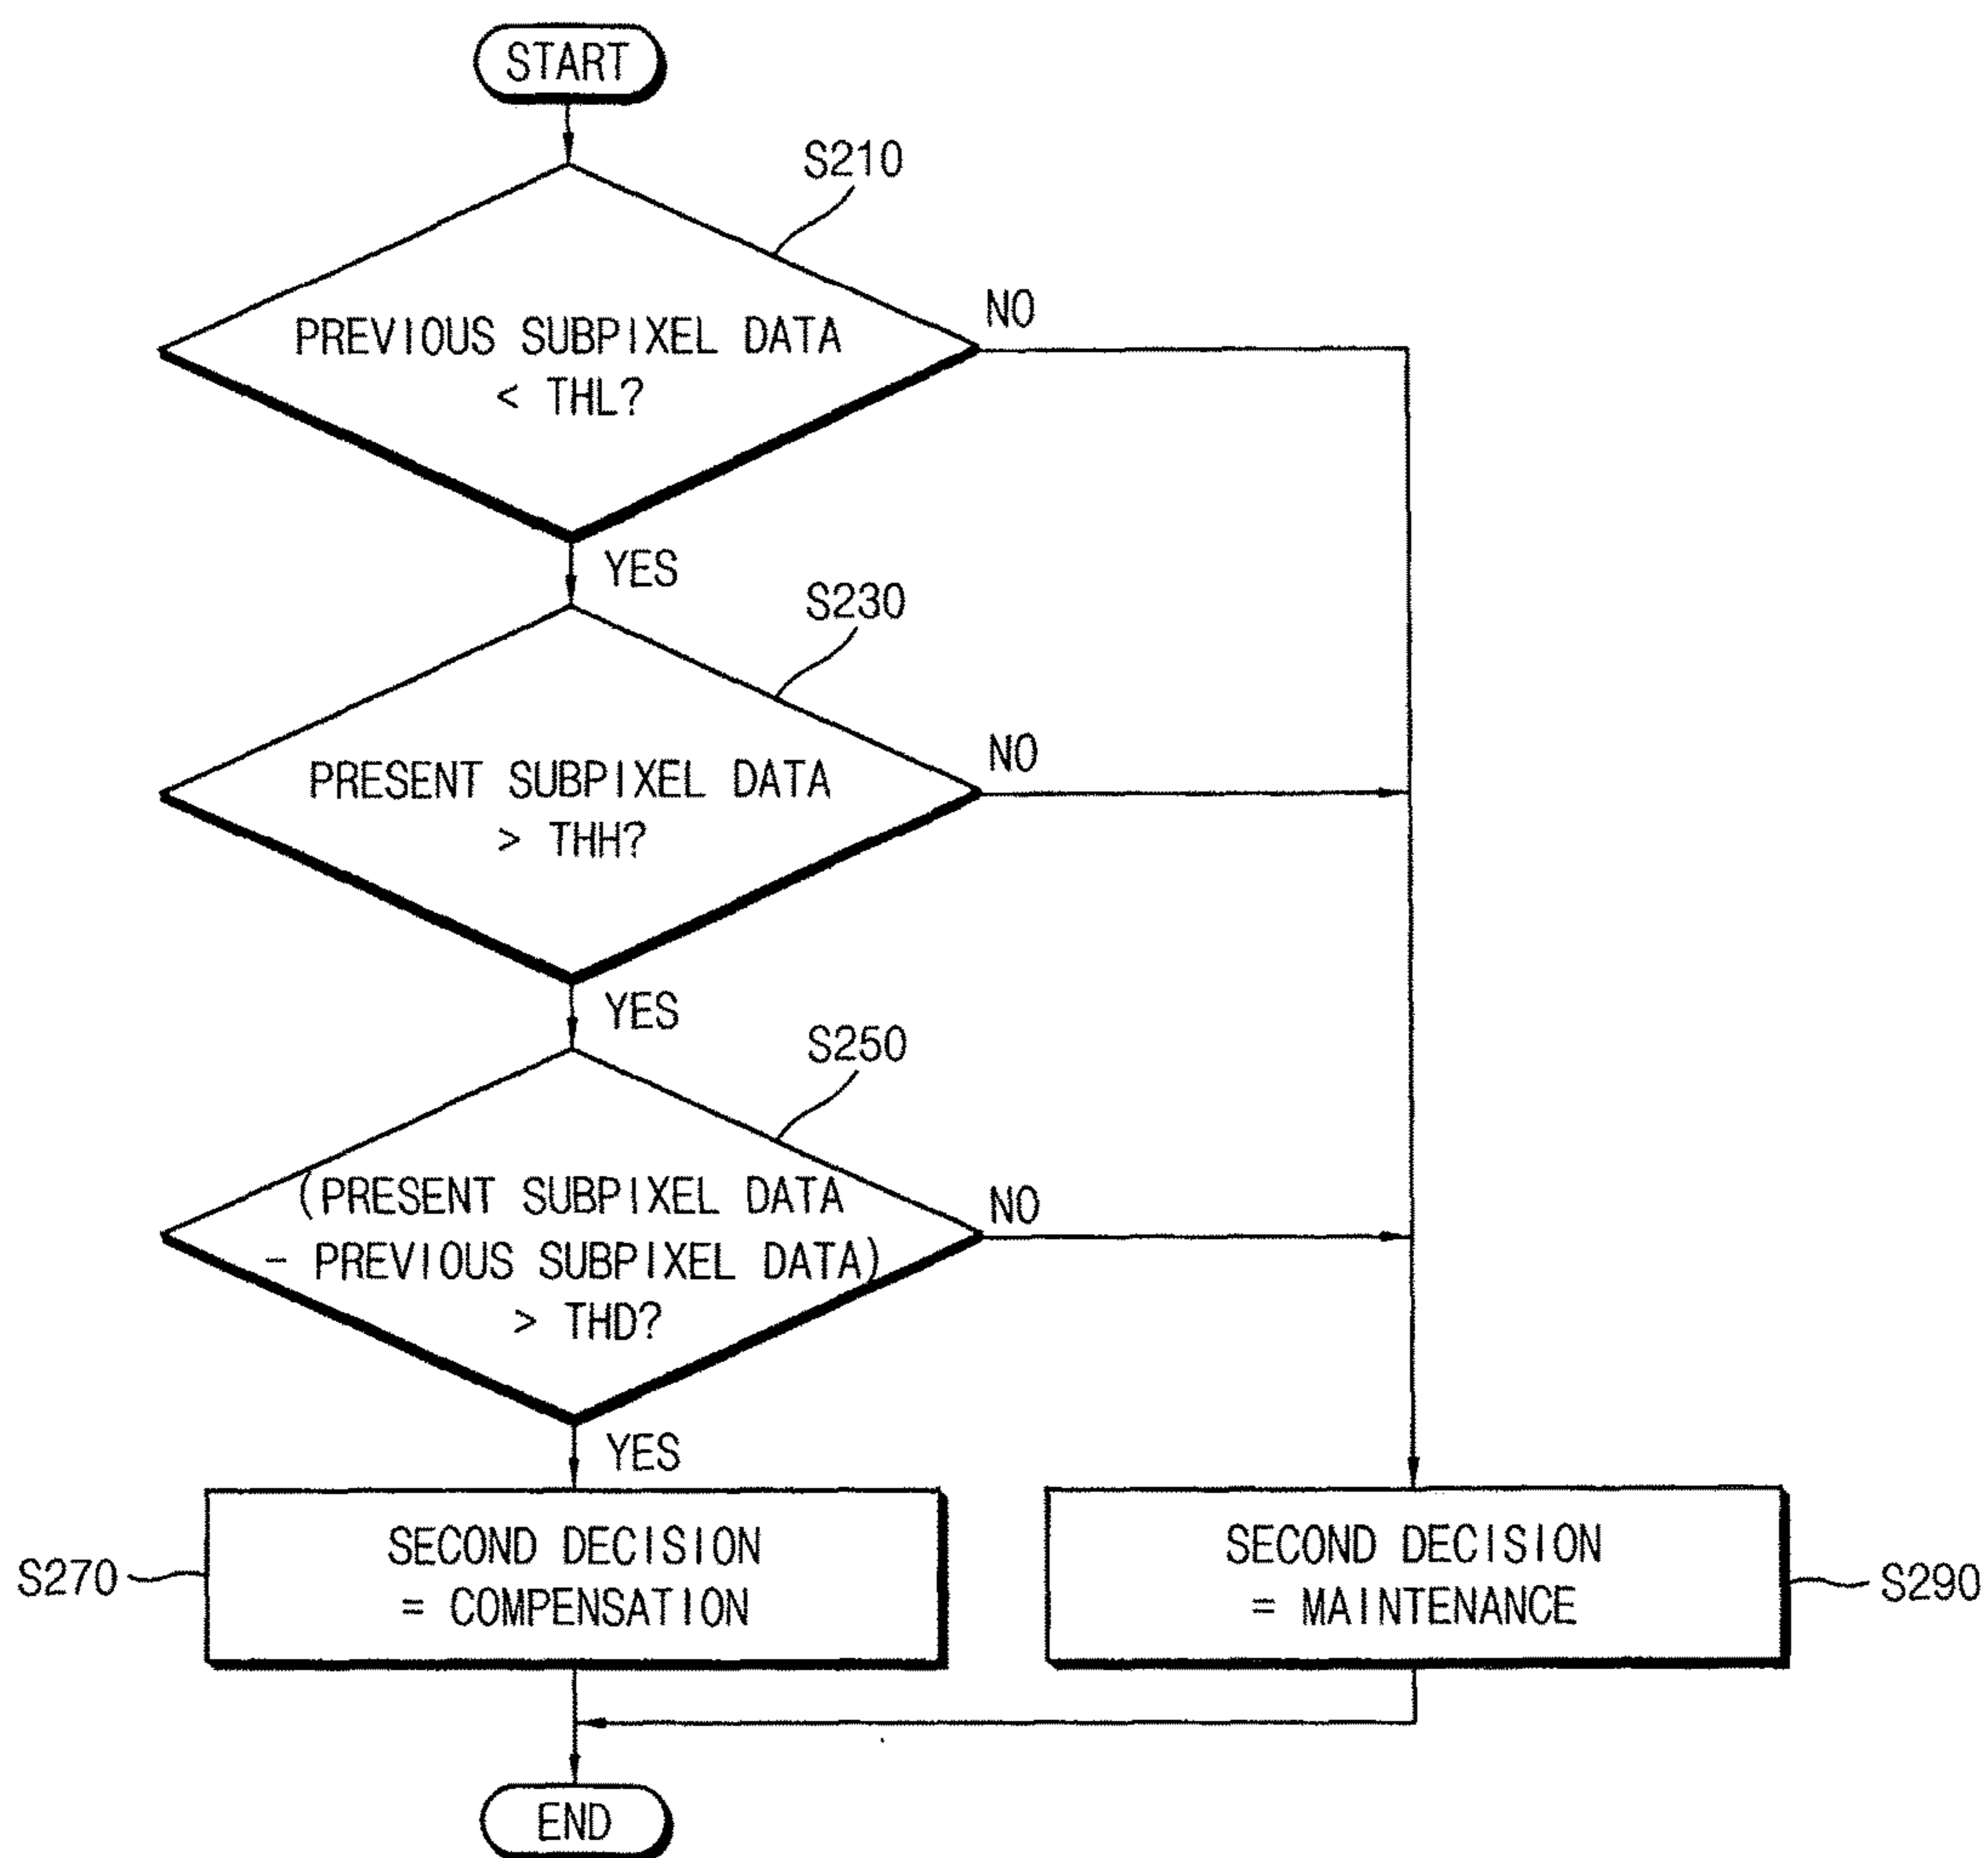 START
S210
PREVIOUS SUBPIXEL DATA
< THL?
NO
YES
S230
PRESENT SUBPIXEL DATA
> THH?
NO
YES
S250
(PRESENT SUBPIXEL DATA
- PREVIOUS SUBPIXEL DATA)
> THD?
NO
YES
SECOND DECISION
= COMPENSATION
S270
SECOND DECISION
= MAINTENANCE
S290
END